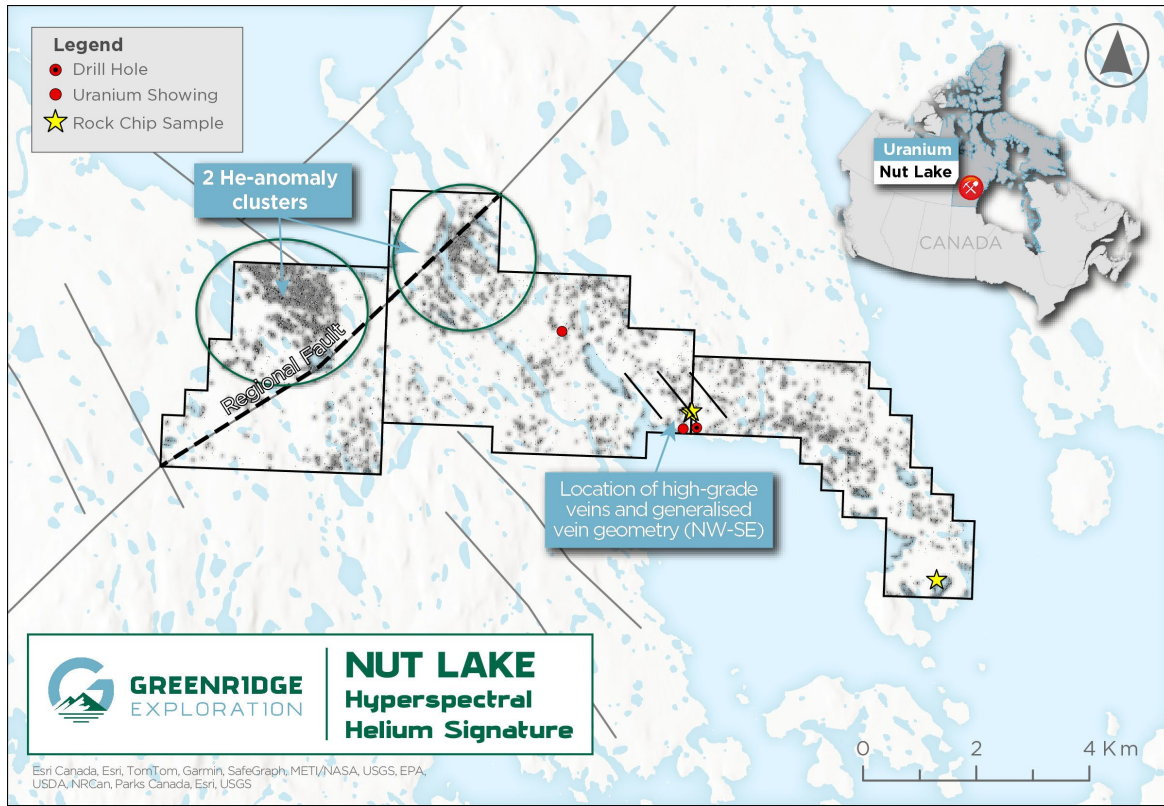 Legend
Drill Hole
Uranium Showing
Rock Chip Sample
2 He-anomaly
clusters
Uranium
Nut Lake
CANADA
Regional Fault
Location of high-grade
veins and generalised
vein geometry (NW-SE)
GREENRIDGE
EXPLORATION
NUT LAKE
Hyperspectral
Helium Signature
0 2 4 Km
Esri Canada, Esri, TomTom, Garmin, SafeGraph, METI/NASA, USGS, EPA,
USDA, NRCan, Parks Canada, Esri, USGS